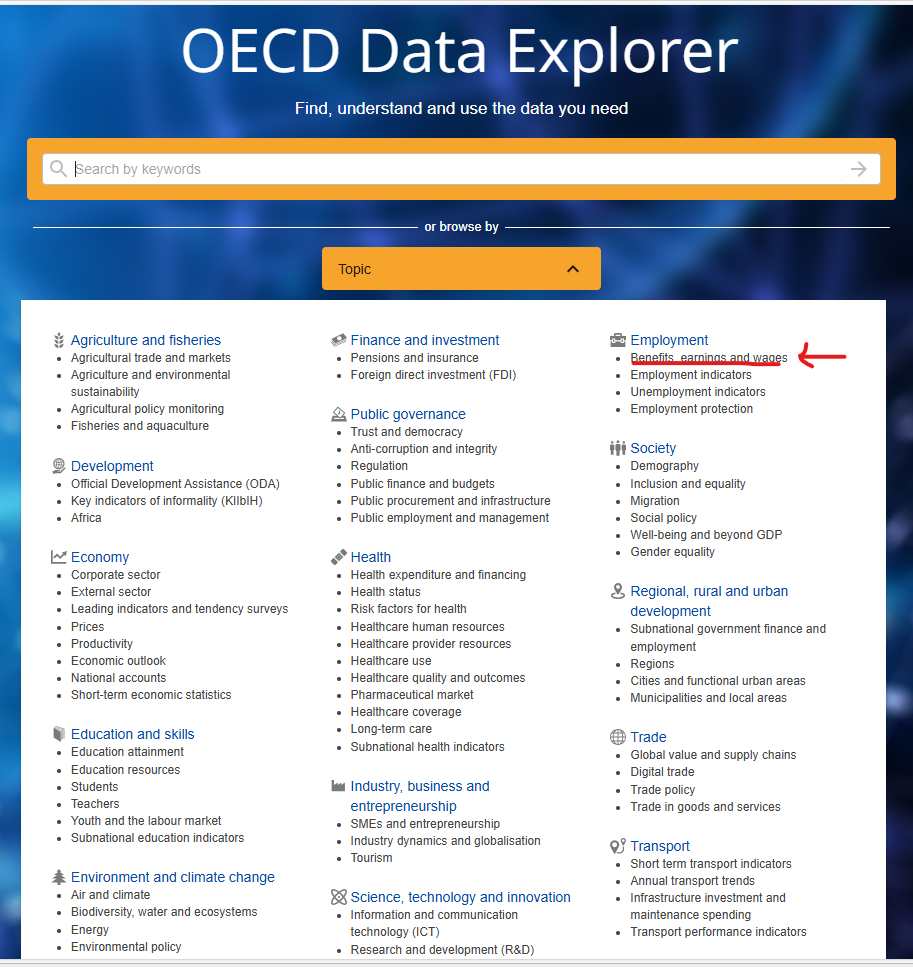 OECD Data Explorer
Find, understand and use the data you need
Search by keywords
or browse by
Topic
Agriculture and fisheries
Agricultural trade and markets
Agriculture and environmental
sustainability
Agricultural policy monitoring
Fisheries and aquaculture
Development
Official Development Assistance (ODA)
Key indicators of informality (KIIbIH)
Africa
Economy
Corporate sector
External sector
Leading indicators and tendency surveys
Prices
Productivity
Economic outlook
National accounts
Short-term economic statistics
Education and skills
Education attainment
Education resources
Students
Teachers
Youth and the labour market
Subnational education indicators
Environment and climate change
Air and climate
Biodiversity, water and ecosystems
Energy
Environmental policy
Finance and investment
Pensions and insurance
Foreign direct investment (FDI)
Public governance
Trust and democracy
Anti-corruption and integrity
Regulation
Public finance and budgets
Public procurement and infrastructure
Public employment and management
Health
Health expenditure and financing
Health status
Risk factors for health
Healthcare human resources
Healthcare provider resources
Healthcare use
Healthcare quality and outcomes
Pharmaceutical market
Healthcare coverage
Long-term care
Subnational health indicators
Industry, business and
entrepreneurship
SMEs and entrepreneurship
Industry dynamics and globalisation
Tourism
Science, technology and innovation
Information and communication
technology (ICT)
Research and development (R&D)
Employment
Benefits, earnings and wages
Employment indicators
Unemployment indicators
Employment protection
Society
Demography
Inclusion and equality
Migration
Social policy
Well-being and beyond GDP
Gender equality
Regional, rural and urban
development
Subnational government finance and
employment
Regions
Cities and functional urban areas
Municipalities and local areas
Trade
Global value and supply chains
Digital trade
Trade policy
Trade in goods and services
Transport
Short term transport indicators
Annual transport trends
Infrastructure investment and
maintenance spending
Transport performance indicators